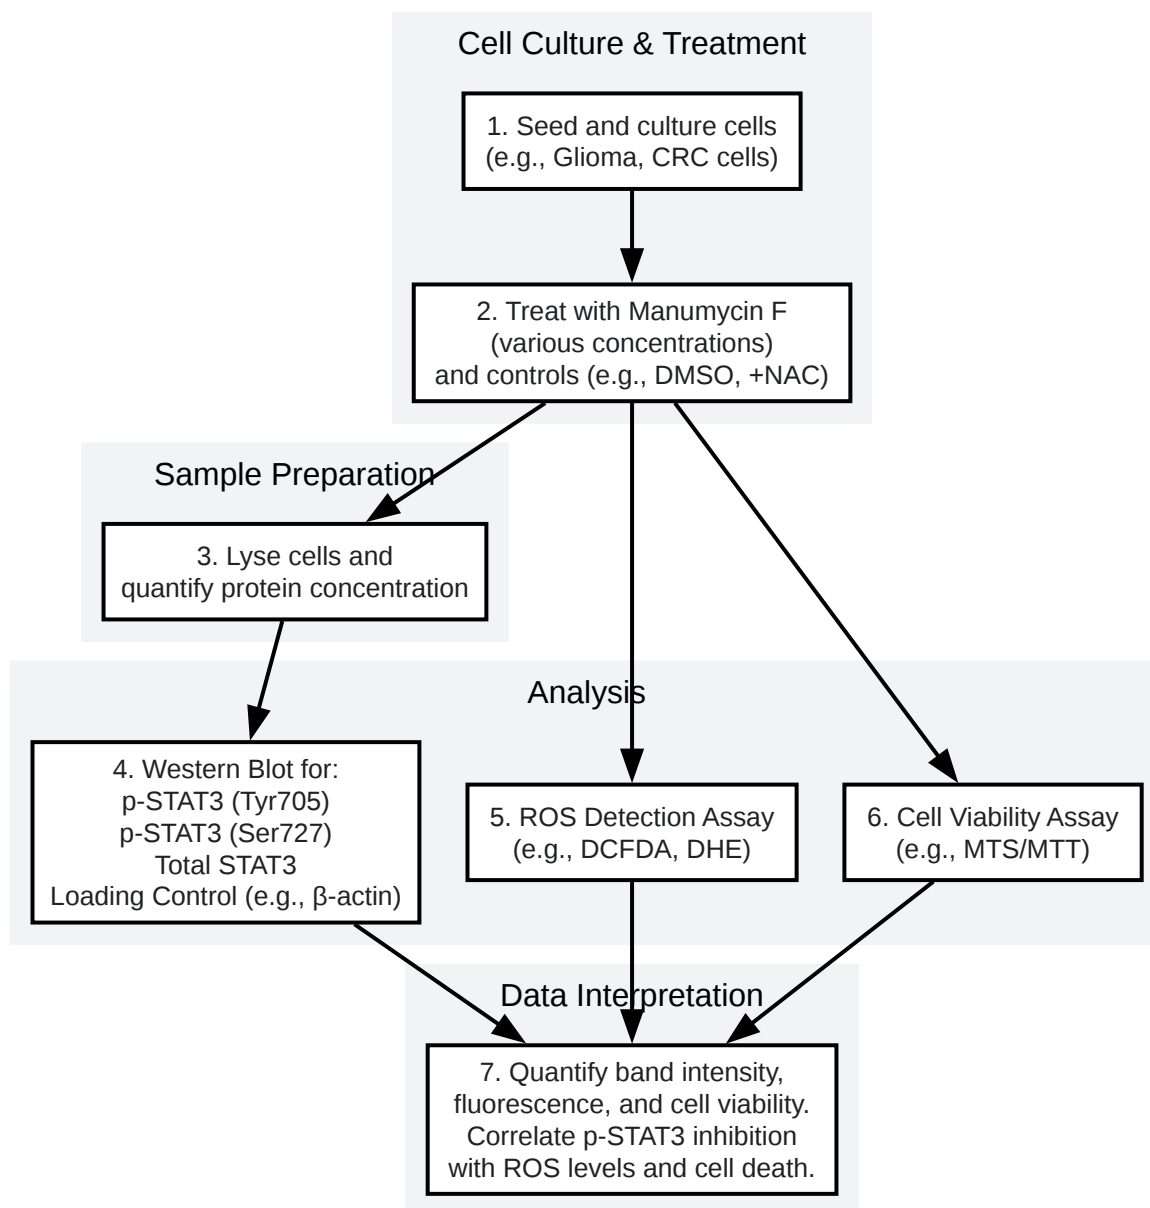 Cell Culture & Treatment
1. Seed and culture cells
(e.g., Glioma, CRC cells)
2. Treat with Manumycin F
(various concentrations)
and controls (e.g., DMSO, +NAC)
Sample Preparation
3. Lyse cells and
quantify protein concentration
Analysis
4. Western Blot for:
p-STAT3 (Tyr705)
p-STAT3 (Ser727)
Total STAT3
Loading Control (e.g., β-actin)
5. ROS Detection Assay
(e.g., DCFDA, DHE)
6. Cell Viability Assay
(e.g., MTS/MTT)
Data Interpretation
7. Quantify band intensity,
fluorescence, and cell viability.
Correlate p-STAT3 inhibition
with ROS levels and cell death.